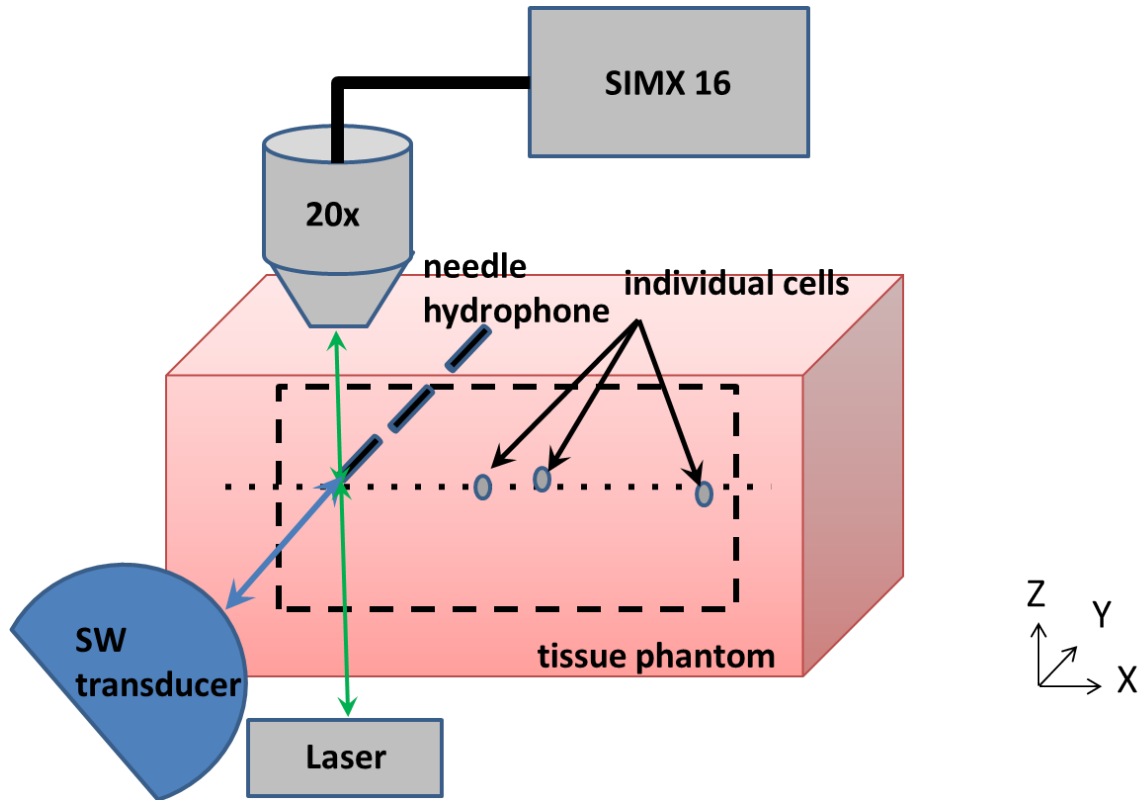 SIMX 16
20x
needle
hydrophone
individual cells
tissue phantom
SW
transducer
Laser
Z
Y
X